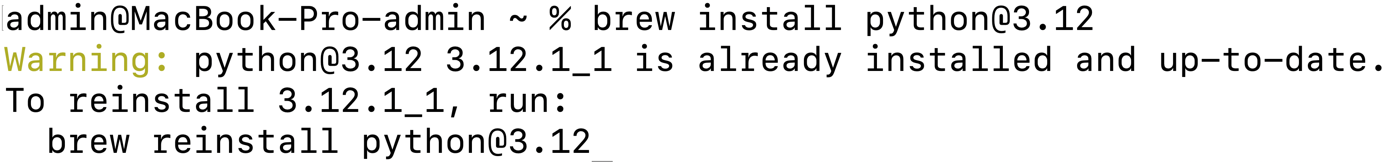 admin@MacBook-Pro-admin ~ % brew install python@3.12
Warning: python@3.12 3.12.1_1 is already installed and up-to-date.
To reinstall 3.12.1_1, run:
  brew reinstall python@3.12